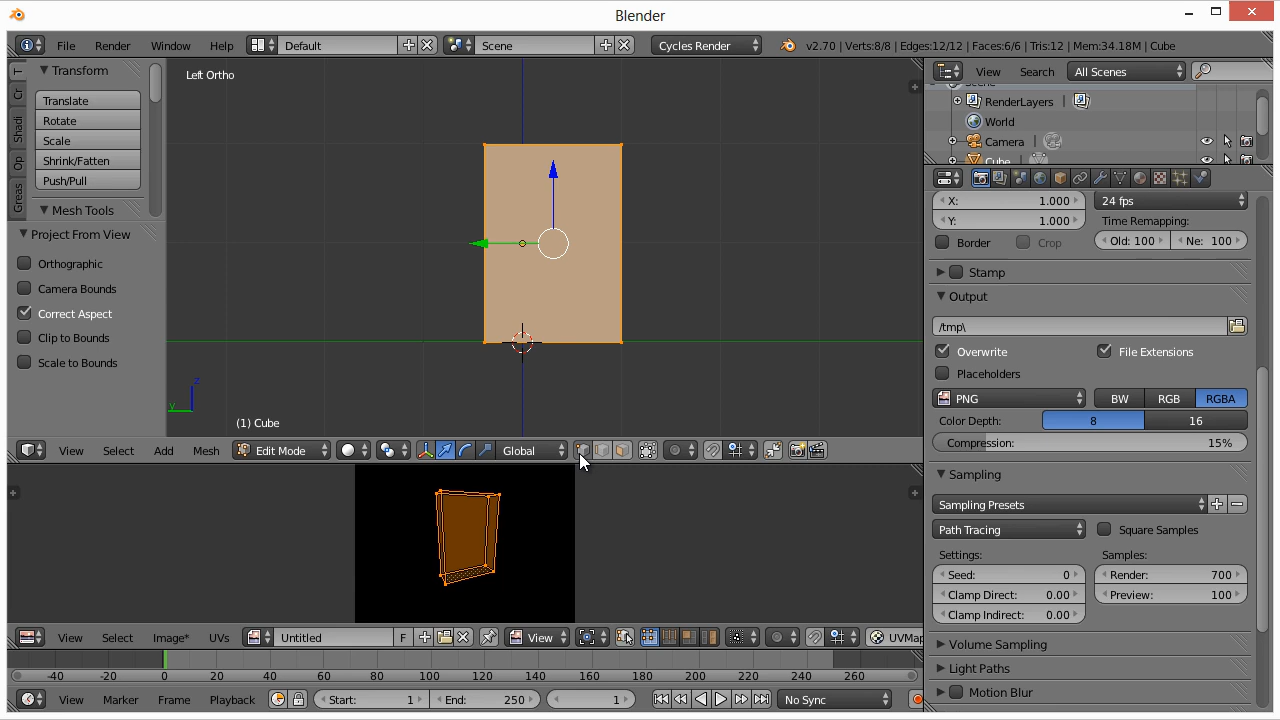 Blender
File Render Window Help Default Scene Cycles Render v2.70 | Verts:8/8 | Edges:12/12 | Faces:6/6 | Tris:12 | Mem:34.18M | Cube
Transform
Translate
Rotate
Scale
Shrink/Fatten
Push/Pull
Mesh Tools
T
Cr
Shadi
Op
Greas
Project From View
Orthographic
Camera Bounds
Correct Aspect
Clip to Bounds
Scale to Bounds
Left Ortho
z
y
(1) Cube
View Select Add Mesh Edit Mode Global
View Select Image* UVs Untitled F View UVMap
-40 -20 0 20 40 60 80 100 120 140 160 180 200 220 240 260
View Marker Frame Playback Start: 1 End: 250 1 No Sync
View Search All Scenes
Scene
RenderLayers
World
Camera
Cube
X: 1.000 24 fps
Y: 1.000 Time Remapping:
Border Crop Old: 100 Ne: 100
Stamp
Output
/tmp\
Overwrite File Extensions
Placeholders
PNG BW RGB RGBA
Color Depth: 8 16
Compression: 15%
Sampling
Sampling Presets
Path Tracing Square Samples
Settings: Samples:
Seed: 0 Render: 700
Clamp Direct: 0.00 Preview: 100
Clamp Indirect: 0.00
Volume Sampling
Light Paths
Motion Blur